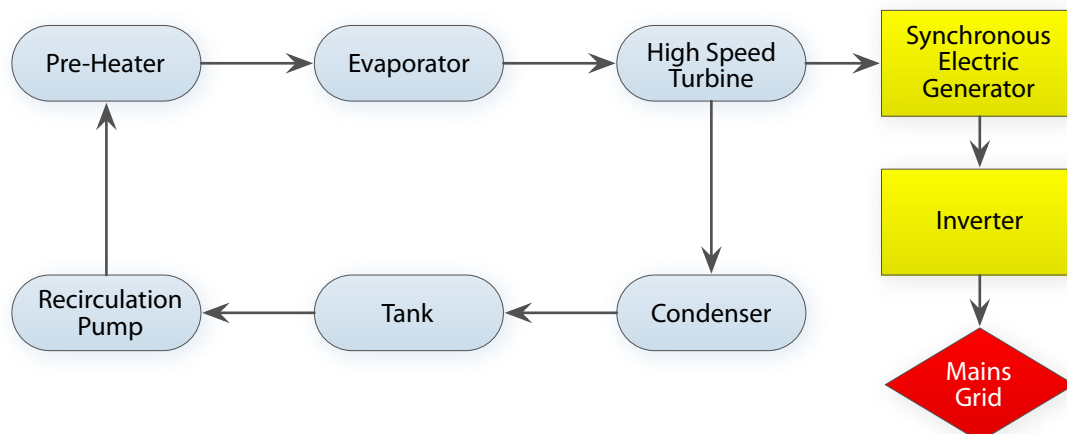 Pre-Heater
Evaporator
High Speed
Turbine
Synchronous
Electric
Generator
Inverter
Recirculation
Pump
Tank
Condenser
Mains
Grid